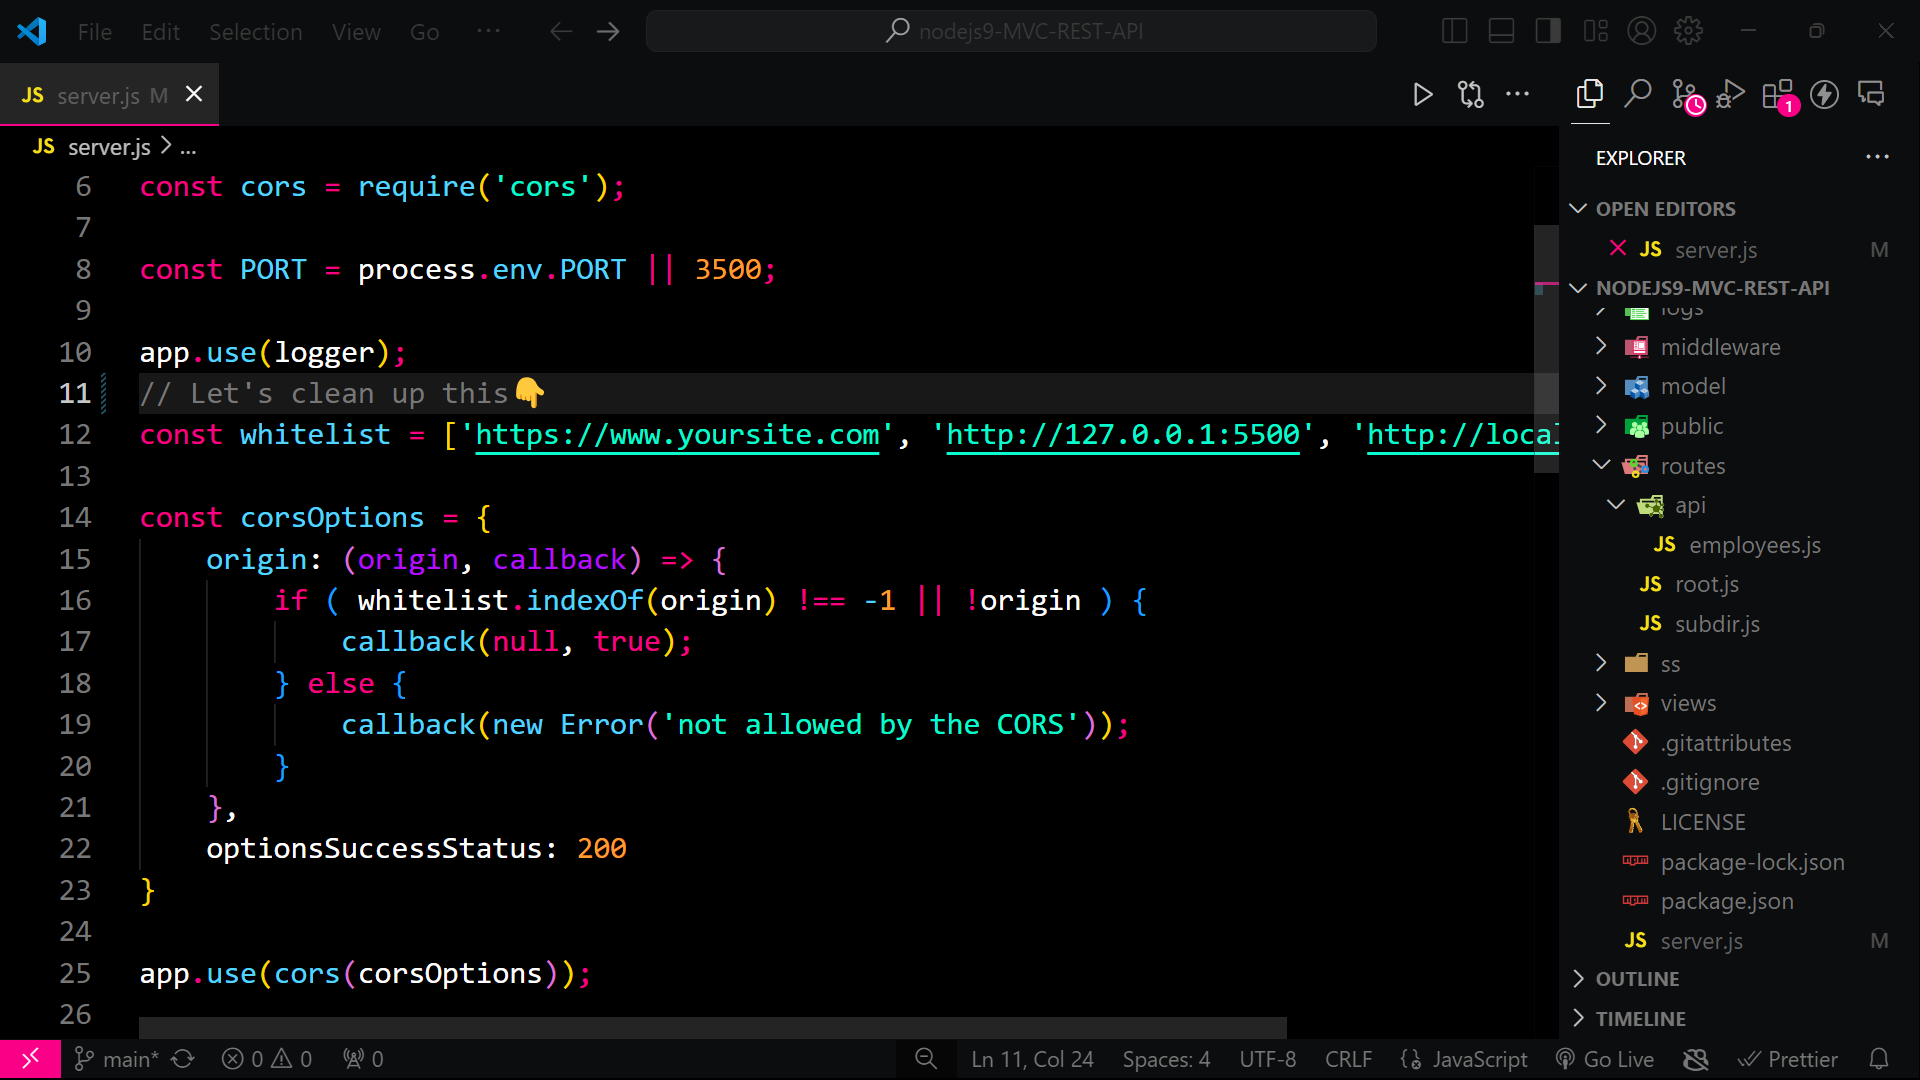 File Edit Selection View Go ...
nodejs9-MVC-REST-API
JS server.js M
JS server.js > ...
6 const cors = require('cors');
7
8 const PORT = process.env.PORT || 3500;
9
10 app.use(logger);
11 // Let's clean up this👇
12 const whitelist = ['https://www.yoursite.com', 'http://127.0.0.1:5500', 'http://local
13
14 const corsOptions = {
15     origin: (origin, callback) => {
16         if ( whitelist.indexOf(origin) !== -1 || !origin ) {
17             callback(null, true);
18         } else {
19             callback(new Error('not allowed by the CORS'));
20         }
21     },
22     optionsSuccessStatus: 200
23 }
24
25 app.use(cors(corsOptions));
26
1
EXPLORER
OPEN EDITORS
JS server.js M
NODEJS9-MVC-REST-API
logs
middleware
model
public
routes
api
JS employees.js
JS root.js
JS subdir.js
ss
views
.gitattributes
.gitignore
LICENSE
package-lock.json
package.json
JS server.js M
OUTLINE
TIMELINE
main* 0 0 0 Ln 11, Col 24 Spaces: 4 UTF-8 CRLF {} JavaScript Go Live Prettier